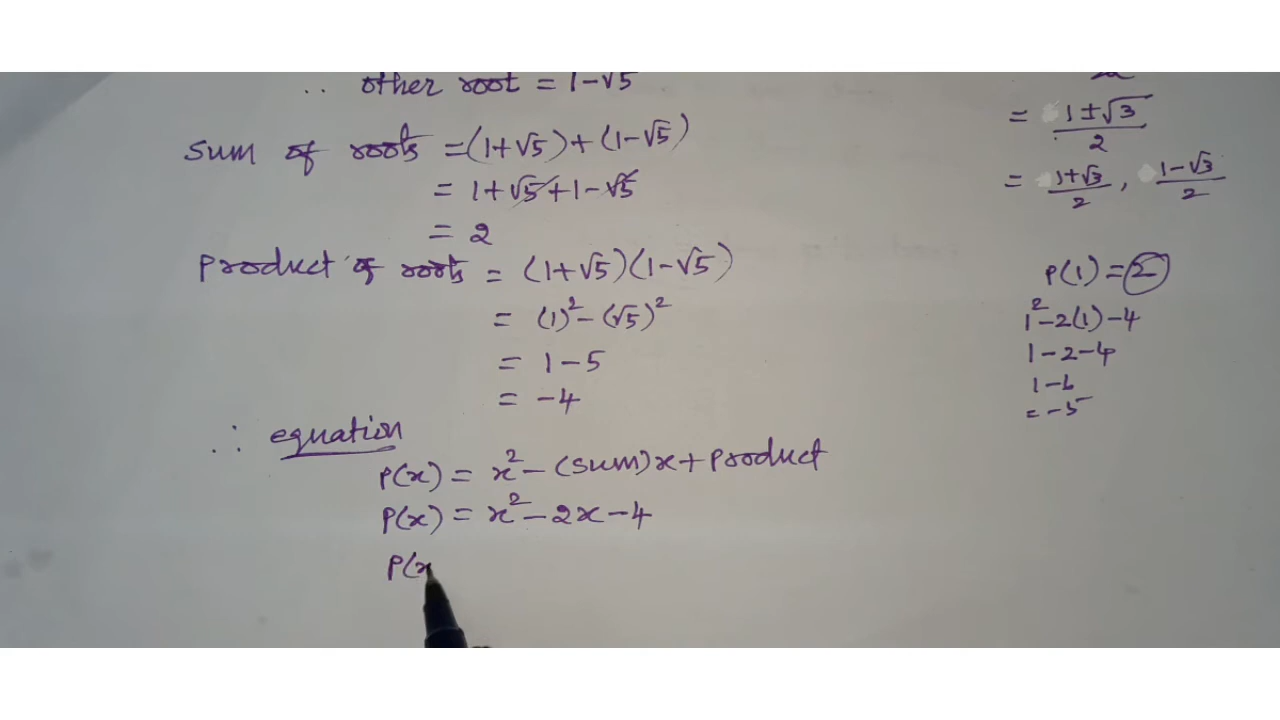 ∴ other root = 1-√5
Sum of roots = (1+√5)+(1-√5)
= 1+√5+1-√5
= 2
Product of roots = (1+√5)(1-√5)
= (1)²-(√5)²
= 1-5
= -4
∴ equation
P(x) = x²-(sum)x+product
P(x) = x²-2x-4
P(x
= 1±√3/2
= 1+√3/2, 1-√3/2
P(1)=2
1²-2(1)-4
1-2-4
1-6
= -5